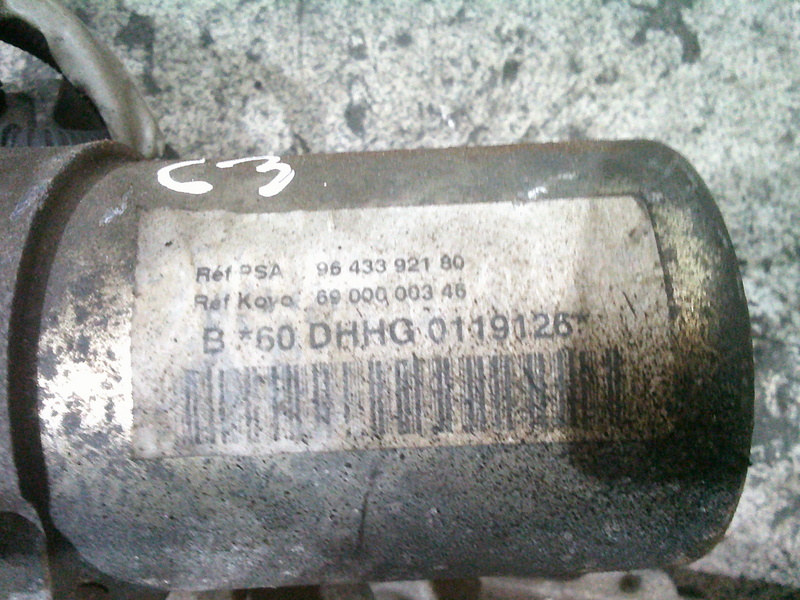 C3
Réf PSA : 96 433 921 80
Réf Koyo : 69 000 003 46
B *60 DHHG 0119126*